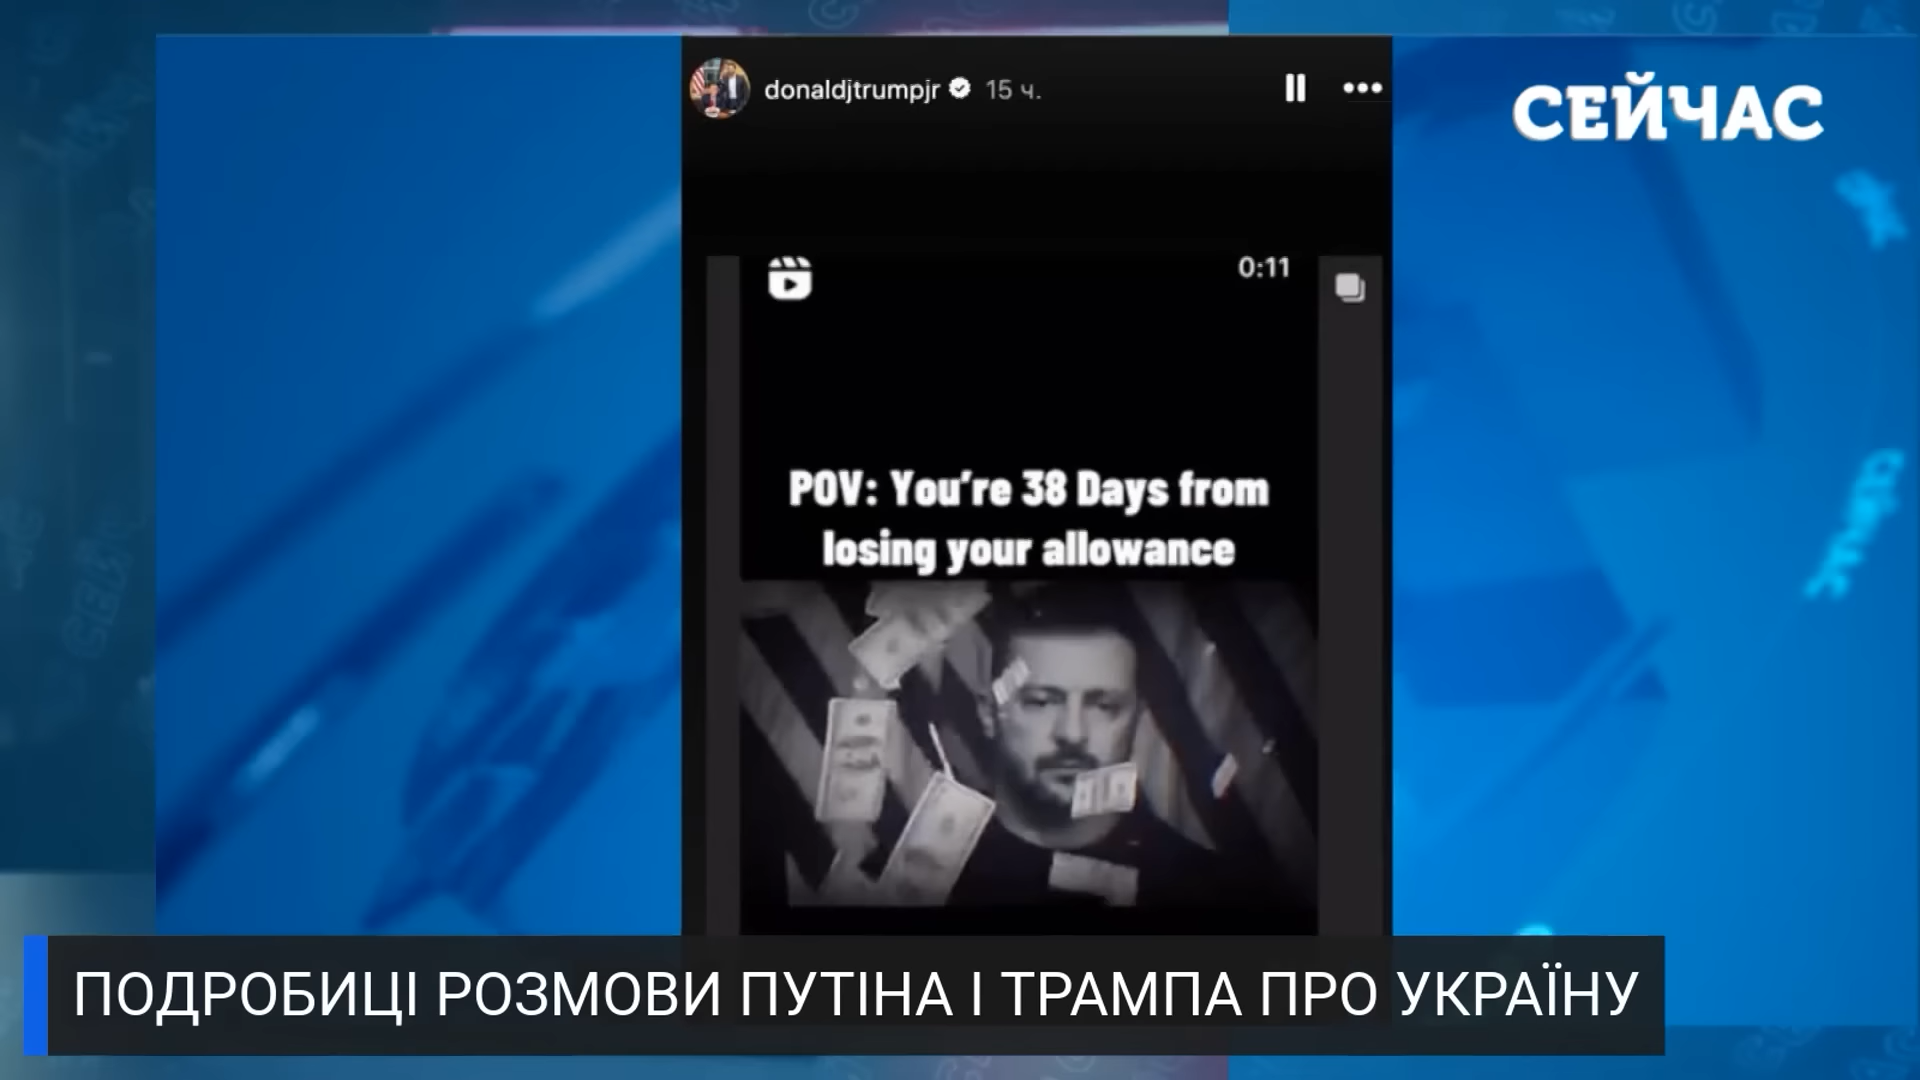 donaldjtrumpjr 15 ч.
СЕЙЧАС
0:11
POV: You're 38 Days from
losing your allowance
ПОДРОБИЦІ РОЗМОВИ ПУТІНА І ТРАМПА ПРО УКРАЇНУ